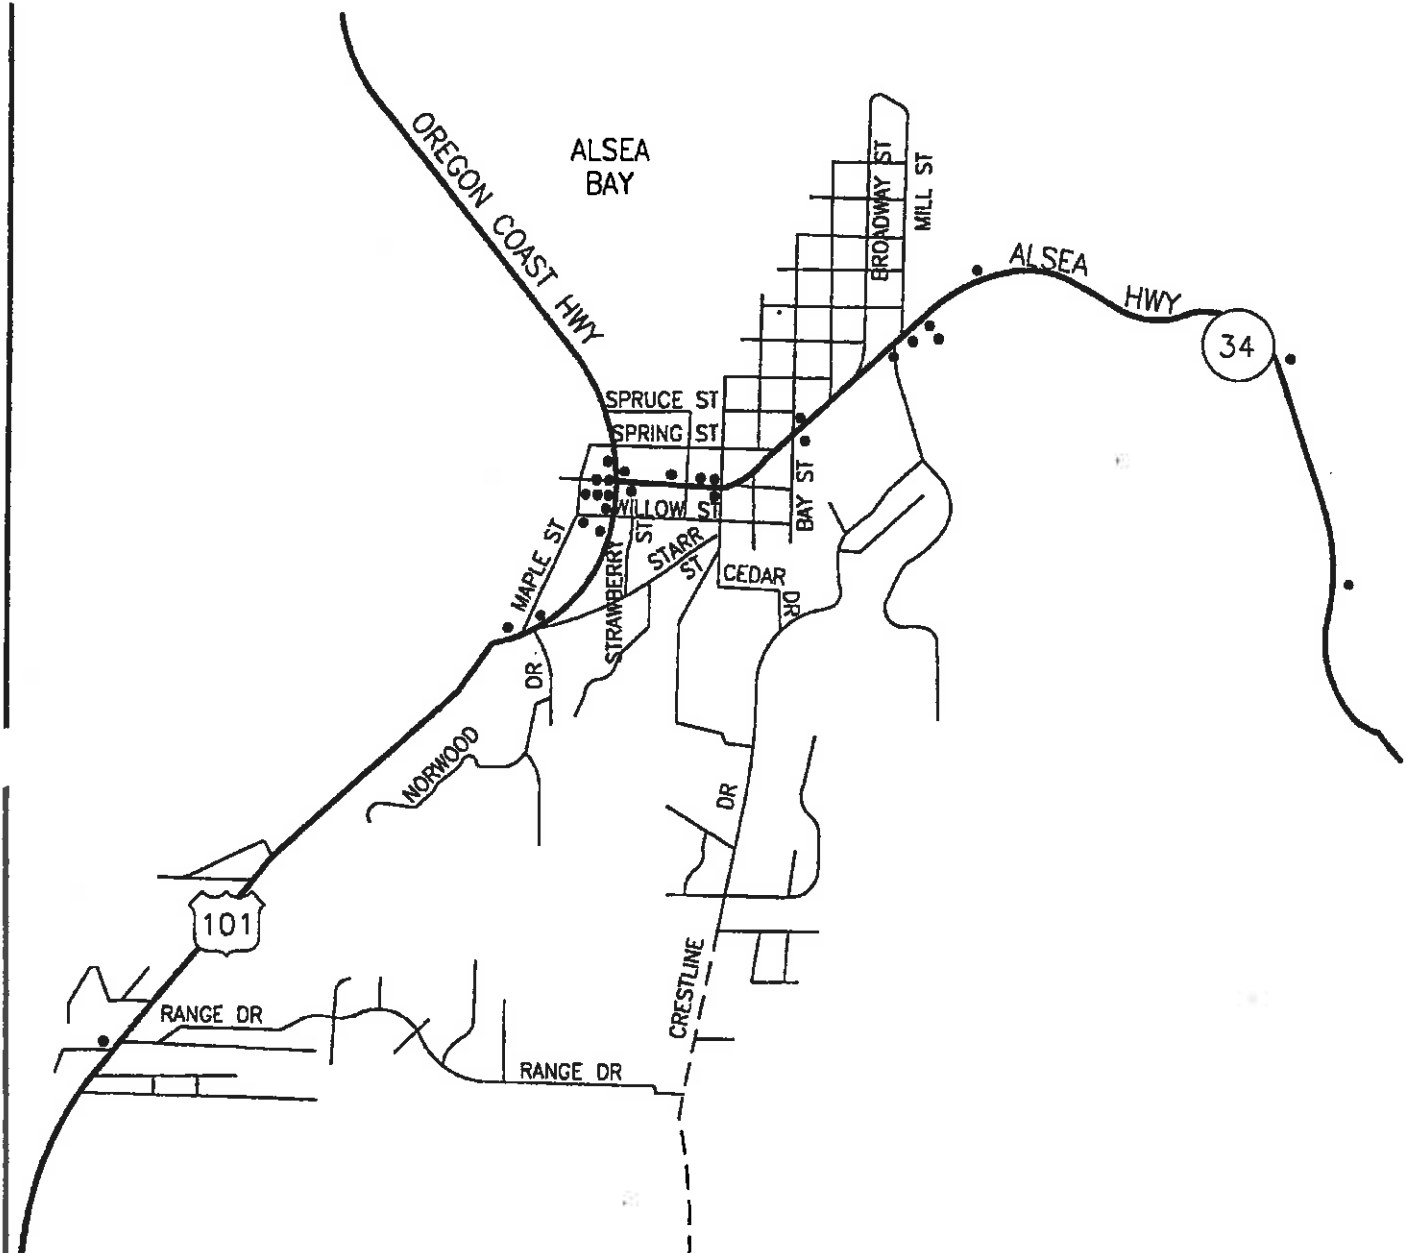 OREGON COAST HWY
ALSEA
BAY
BROADWAY ST
MILL ST
ALSEA HWY
34
SPRUCE ST
SPRING ST
WILLOW ST
BAY ST
MAPLE ST
STRAWBERRY ST
STARR ST
CEDAR DR
NORWOOD DR
CRESTLINE DR
101
RANGE DR
RANGE DR